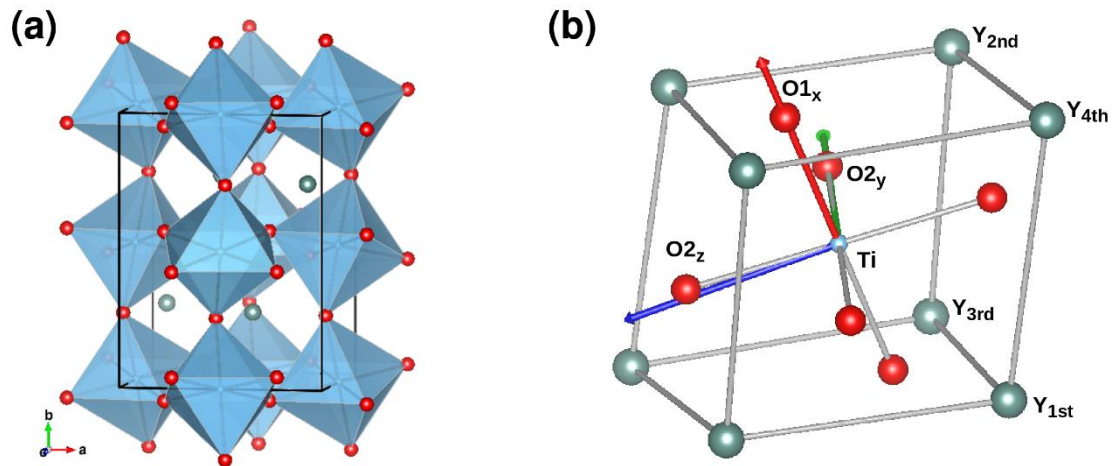 (a)
b
c
a
(b)
Y2nd
O1x
Y4th
O2y
O2z
Ti
Y3rd
Y1st